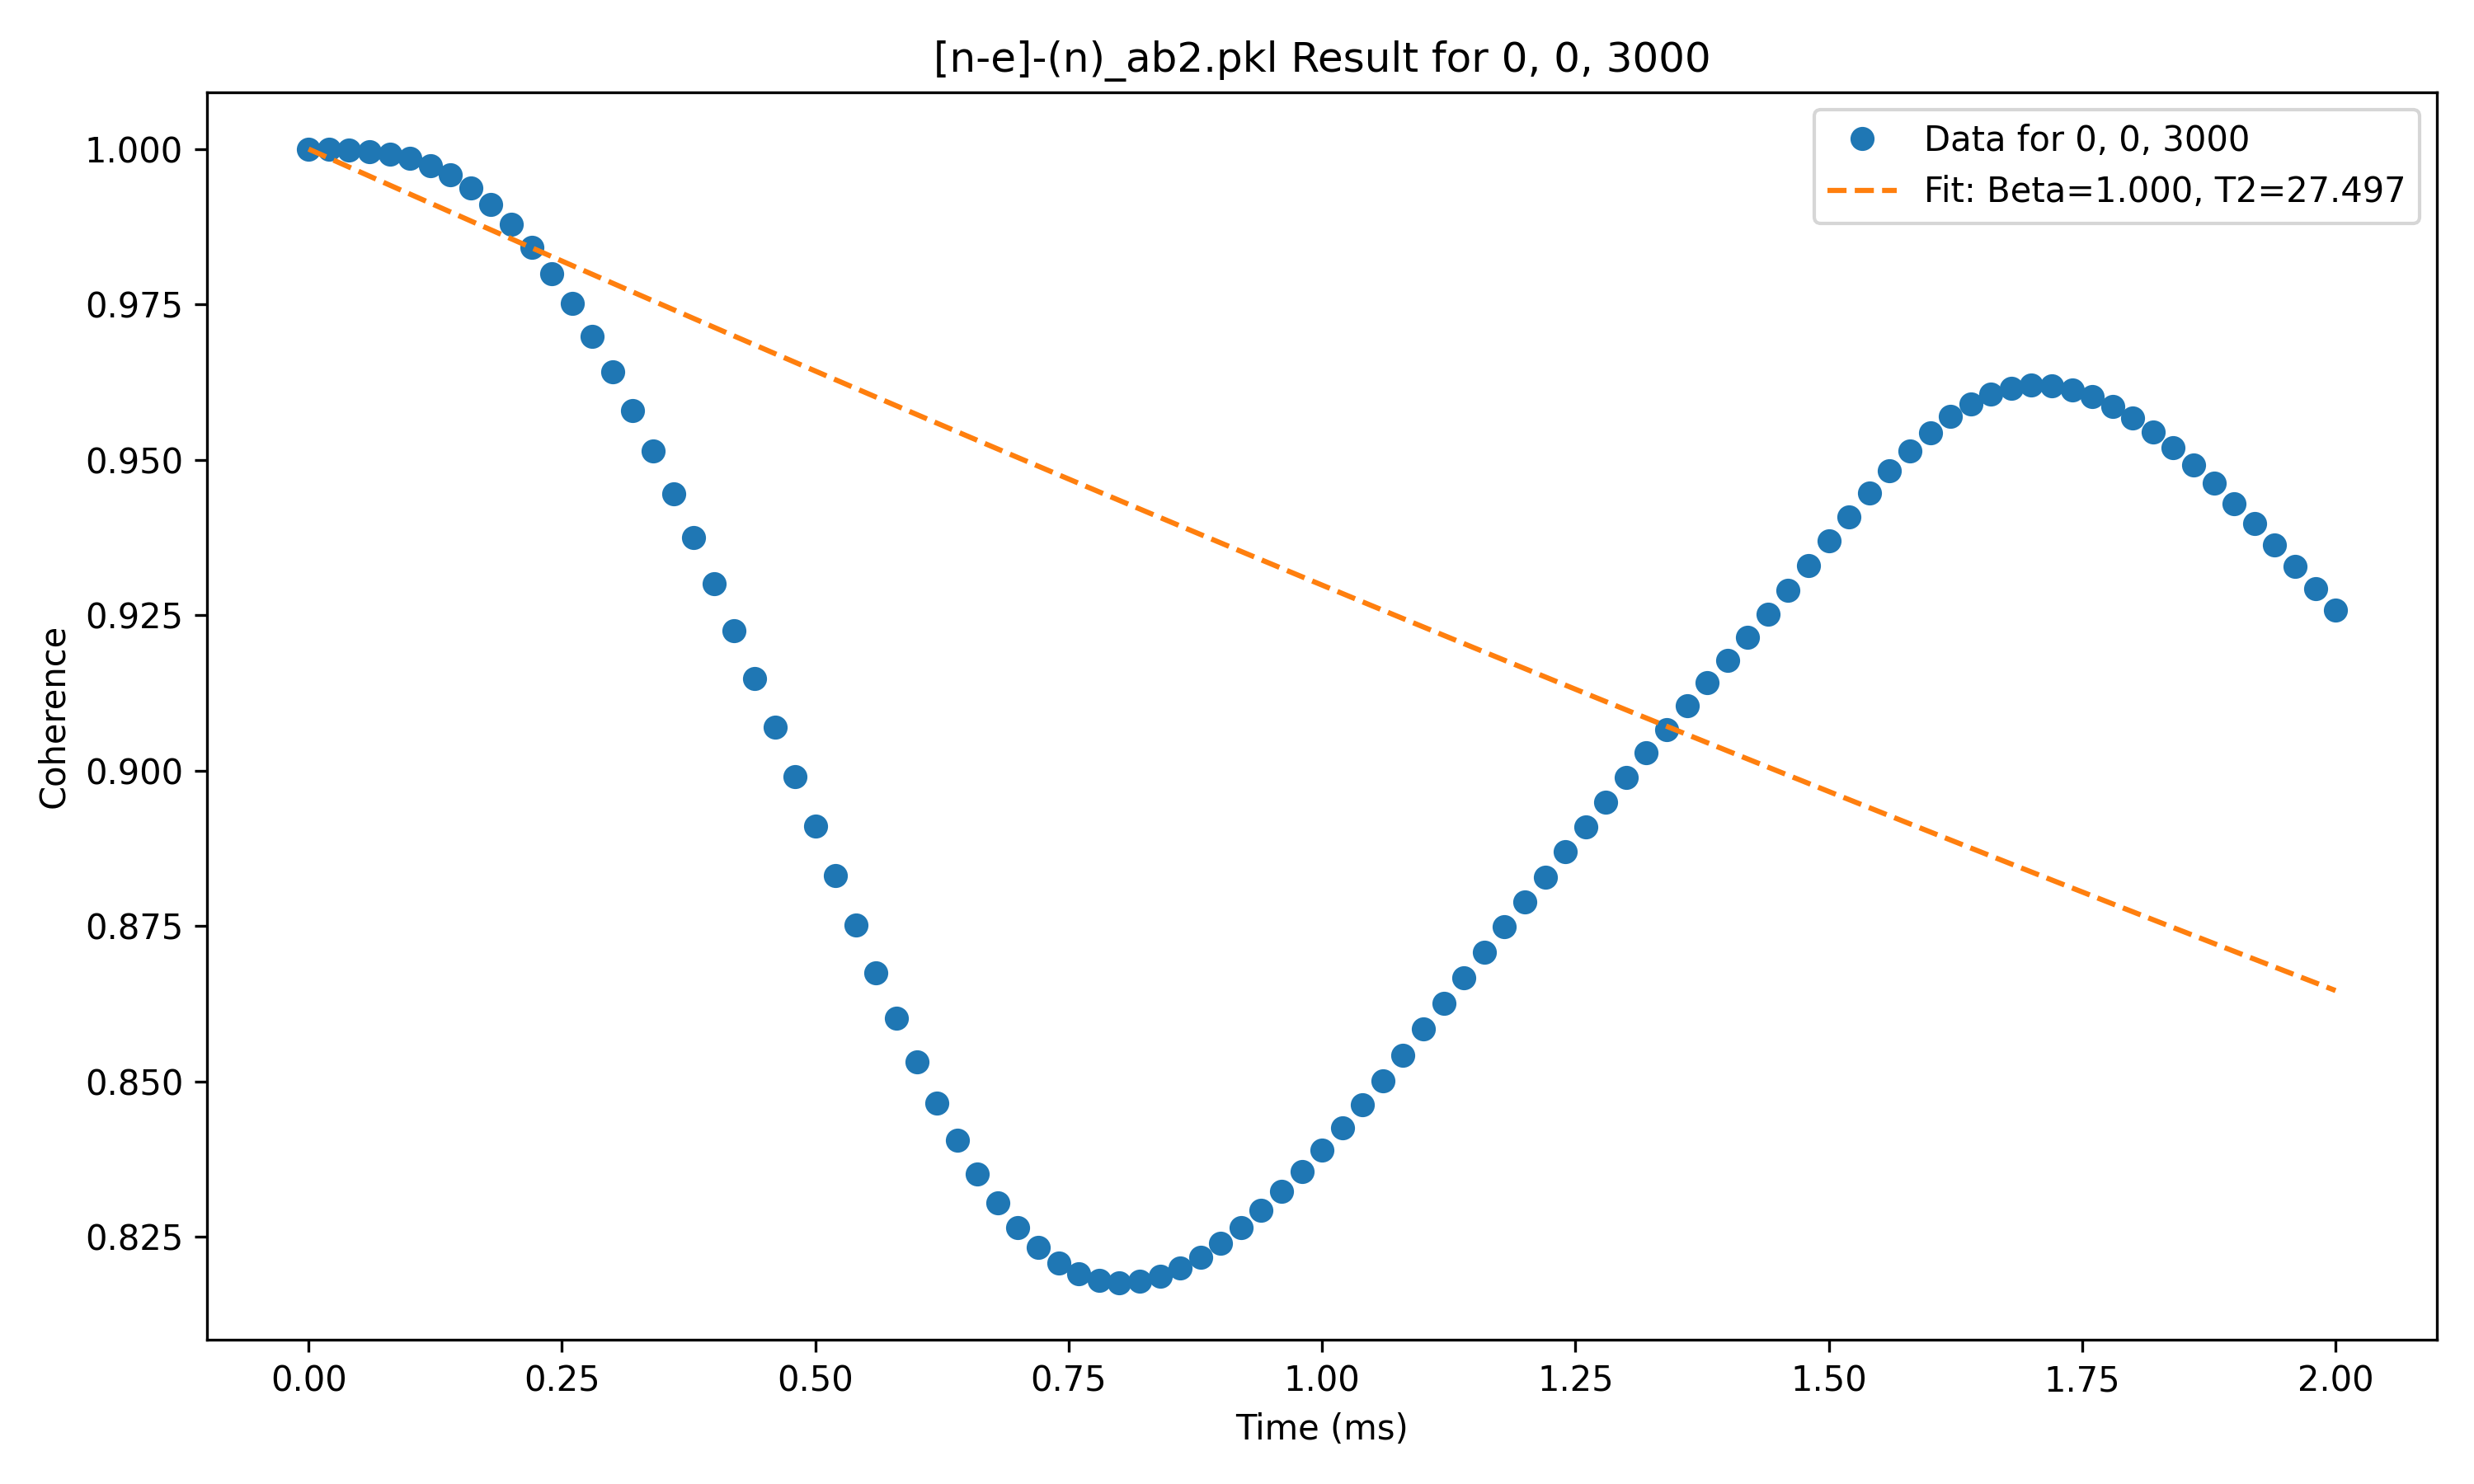 [n-e]-(n)_ab2.pkl Result for 0, 0, 3000
Data for 0, 0, 3000
Fit: Beta=1.000, T2=27.497
Coherence
1.000
0.975
0.950
0.925
0.900
0.875
0.850
0.825
0.00 0.25 0.50 0.75 1.00 1.25 1.50 1.75 2.00
Time (ms)